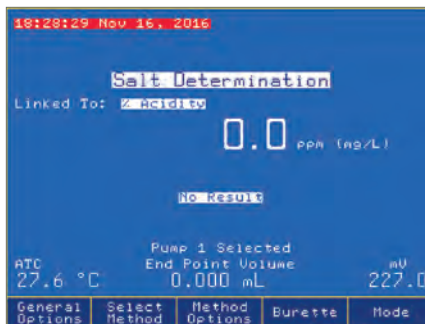 18:28:29 Nov 16, 2016
Salt Determination
Linked To: % Acidity
0.0 ppm (mg/L)
No Result
Pump 1 Selected
ATC End Point Volume mV
27.6 °C 0.000 mL 227.0
General Options Select Method Method Options Burette Mode